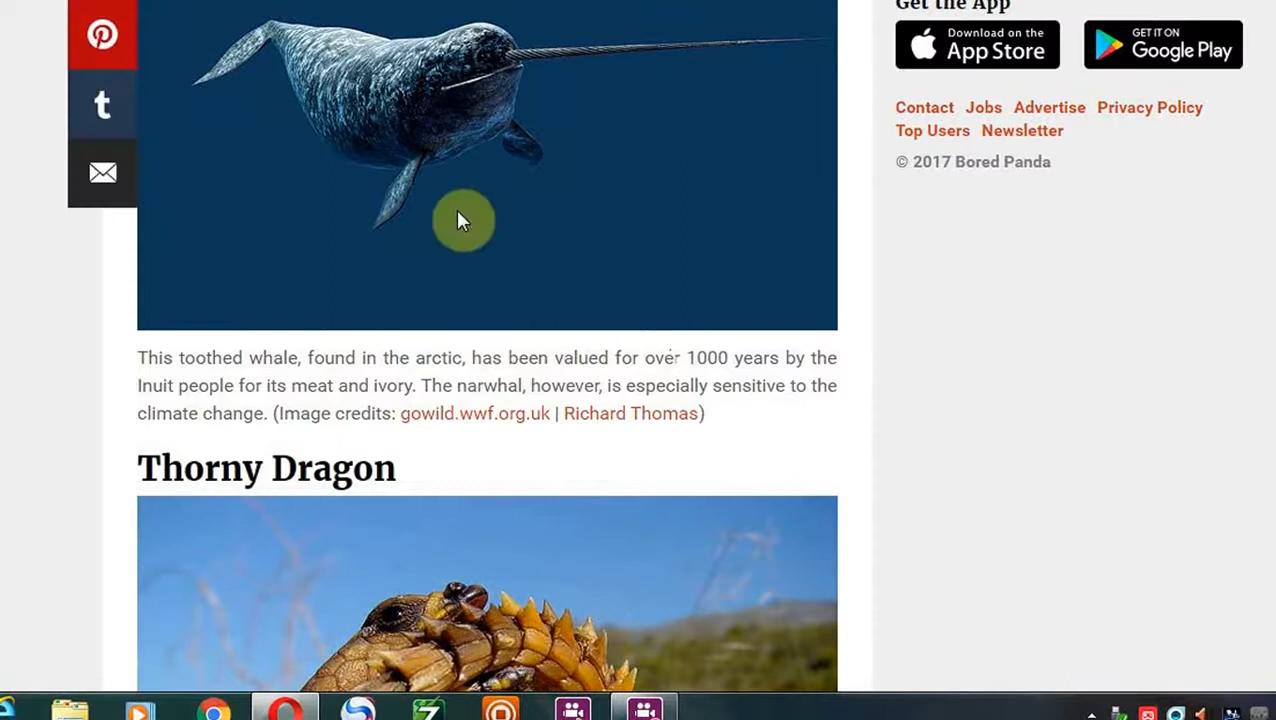 Get the App
Download on the
App Store
GET IT ON
Google Play
t
Contact Jobs Advertise Privacy Policy
Top Users Newsletter
© 2017 Bored Panda
This toothed whale, found in the arctic, has been valued for over 1000 years by the
Inuit people for its meat and ivory. The narwhal, however, is especially sensitive to the
climate change. (Image credits: gowild.wwf.org.uk | Richard Thomas)
Thorny Dragon